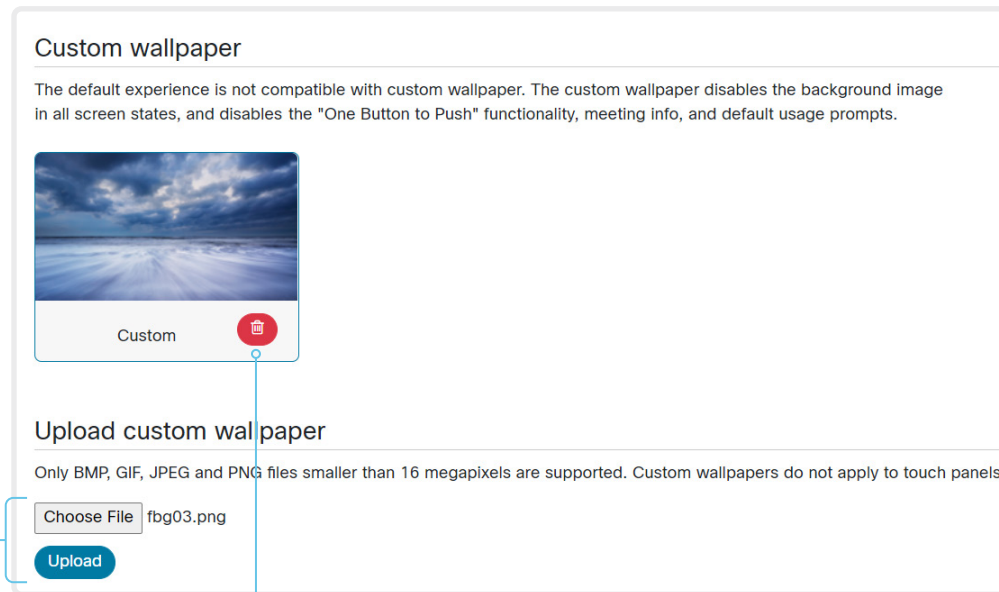 Custom wallpaper
The default experience is not compatible with custom wallpaper. The custom wallpaper disables the background image
in all screen states, and disables the "One Button to Push" functionality, meeting info, and default usage prompts.
Custom
Upload custom wallpaper
Only BMP, GIF, JPEG and PNG files smaller than 16 megapixels are supported. Custom wallpapers do not apply to touch panels
Choose File fbg03.png
Upload